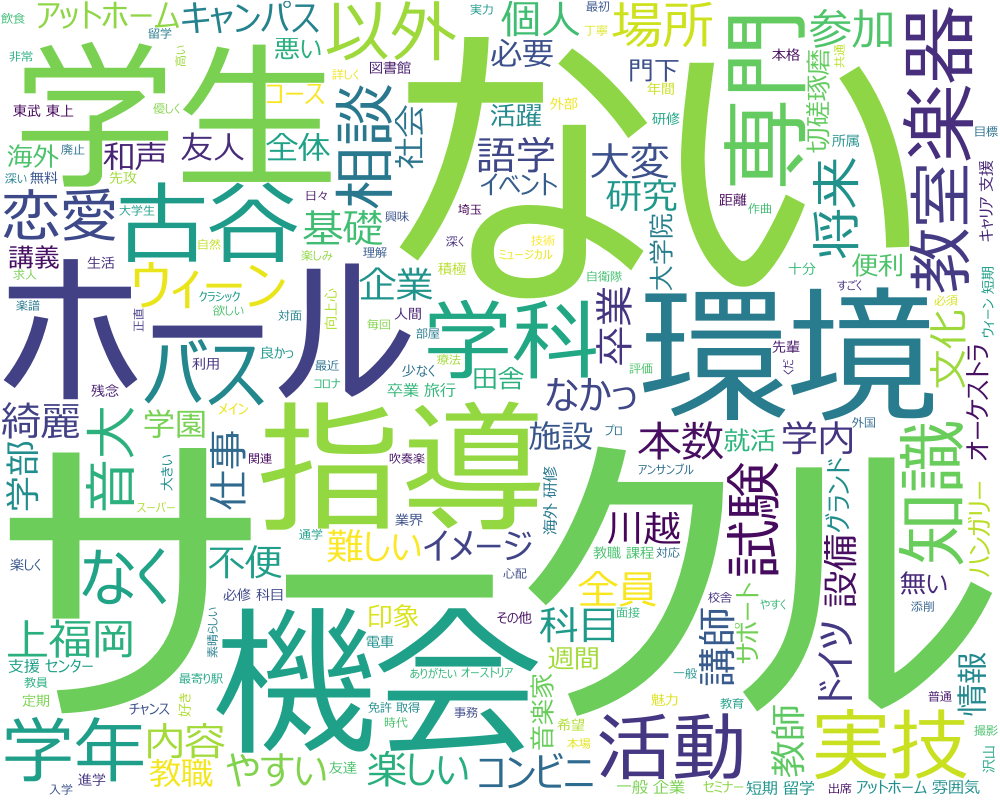 飲食
アットホーム
留学
キャンパス
実力
最初
丁寧
個人
以外
場所
参加
専門
教室
楽器
ない
学生
非常
高い
悪い
図書館
必要
門下
年間
切磋琢磨
本格
共通
目標
東武 東上
優しく
コース
相談
社会
活躍
外部
研修
所属
海外
廃止
和声
友人
全体
語学
イベント
大変
研究
距離
作曲
将来
キャリア 支援
深い
無料
先攻
大学生
日々
興味
埼玉
恋愛
古谷
基礎
講義
生活
自然
楽しみ
理解
深く
技術
ミュージカル
大学院
十分
便利
求人
ウィーン
企業
積極
自衛隊
すごく
必須
ウィーン 短期
楽譜
クラシック
欲しい
向上心
対面
毎回
人間
部屋
卒業
環境
文化
オーケストラ
ホール
正直
バス
利用
良かっ
最近
コロナ
少なく
療法
学科
評価
先輩
くだ
残念
卒業 旅行
田舎
なかっ
綺麗
音大
学園
メイン
指導
施設
プロ
本数
就活
学内
外国
学部
仕事
関連
吹奏楽
アンサンブル
グランド
知識
大きい
スーパー
海外 研修
試験
ハンガリー
サークル
なく
不便
通学
難しい
イメージ
業界
川越
教職 課程
対応
設備
無い
楽しく
心配
全員
校舎
やすく
添削
必修 科目
印象
その他
面接
科目
サポート
ドイツ
上福岡
素晴らしい
電車
週間
講師
情報
支援 センター
最寄り駅
ありがたい
オーストリア
一般
教員
定期
チャンス
好き
機会
免許 取得
時代
事務
音楽家
希望
魅力
教育
普通
学年
内容
本場
活動
教師
実技
撮影
沢山
教職
やすい
友達
楽しい
コンビニ
入学
進学
一般 企業
セミナー
短期 留学
出席
アットホーム 雰囲気